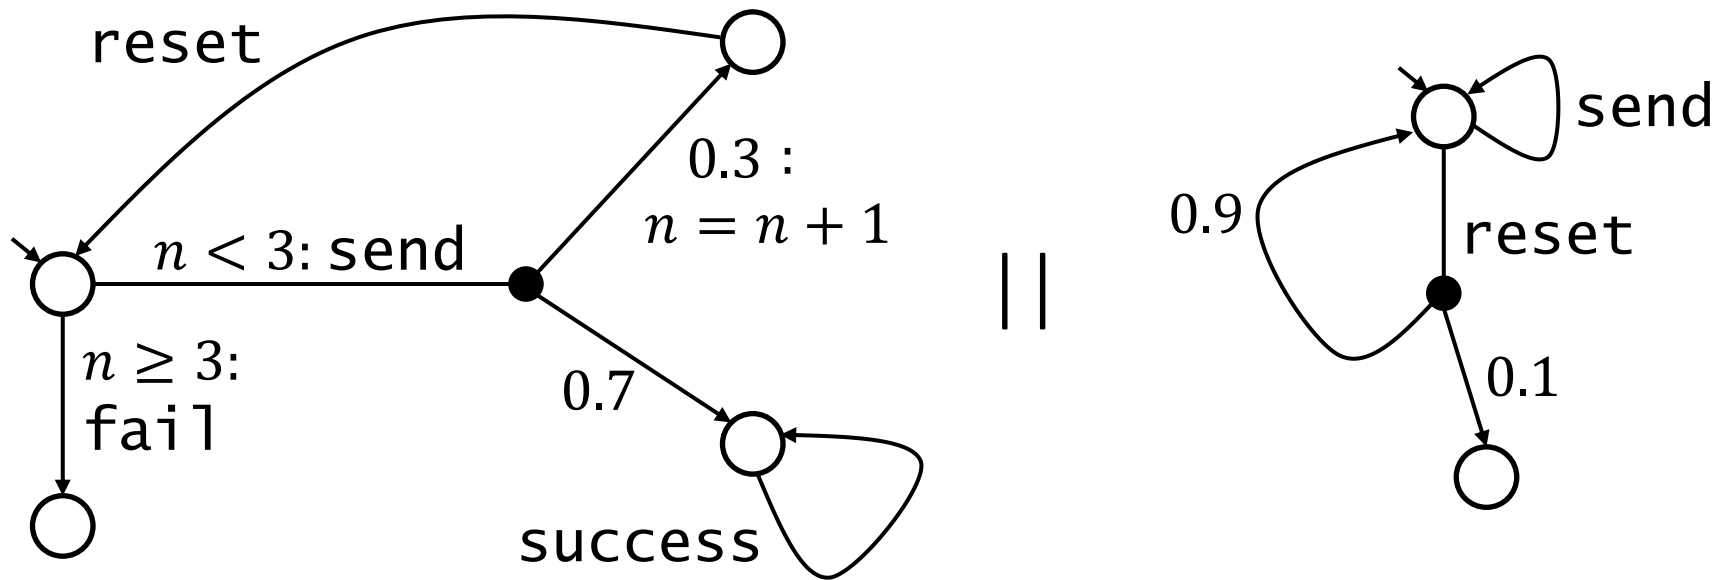 reset
0.3 :
n = n + 1
n < 3: send
n ≥ 3:
fail
0.7
success
||
send
0.9
reset
0.1